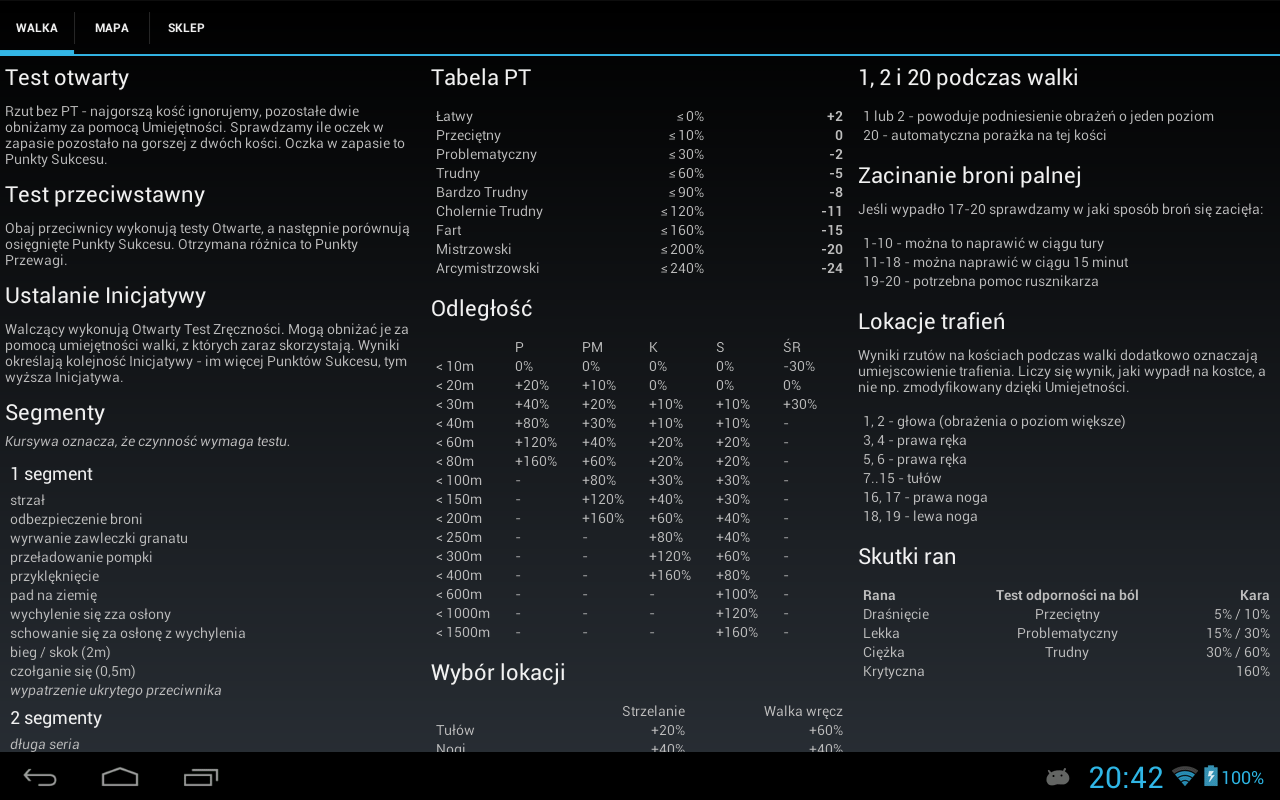 WALKA
MAPA
SKLEP
Test otwarty
Rzut bez PT - najgorszą kość ignorujemy, pozostałe dwie
obniżamy za pomocą Umiejętności. Sprawdzamy ile oczek w
zapasie pozostało na gorszej z dwóch kości. Oczka w zapasie to
Punkty Sukcesu.
Test przeciwstawny
Obaj przeciwnicy wykonują testy Otwarte, a następnie porównują
osięgnięte Punkty Sukcesu. Otrzymana różnica to Punkty
Przewagi.
Ustalanie Inicjatywy
Walczący wykonują Otwarty Test Zręczności. Mogą obniżać je za
pomocą umiejętności walki, z których zaraz skorzystają. Wyniki
określają kolejność Inicjatywy - im więcej Punktów Sukcesu, tym
wyższa Inicjatywa.
Segmenty
Kursywa oznacza, że czynność wymaga testu.
1 segment
strzał
odbezpieczenie broni
wyrwanie zawleczki granatu
przeładowanie pompki
przyklęknięcie
pad na ziemię
wychylenie się zza osłony
schowanie się za osłonę z wychylenia
bieg / skok (2m)
czołganie się (0,5m)
wypatrzenie ukrytego przeciwnika
2 segmenty
długa seria
Tabela PT
Łatwy ≤ 0% +2
Przeciętny ≤ 10% 0
Problematyczny ≤ 30% -2
Trudny ≤ 60% -5
Bardzo Trudny ≤ 90% -8
Cholernie Trudny ≤ 120% -11
Fart ≤ 160% -15
Mistrzowski ≤ 200% -20
Arcymistrzowski ≤ 240% -24
Odległość
P PM K S ŚR
< 10m 0% 0% 0% 0% -30%
< 20m +20% +10% 0% 0% 0%
< 30m +40% +20% +10% +10% +30%
< 40m +80% +30% +10% +10% -
< 60m +120% +40% +20% +20% -
< 80m +160% +60% +20% +20% -
< 100m - +80% +30% +30% -
< 150m - +120% +40% +30% -
< 200m - +160% +60% +40% -
< 250m - - +80% +40% -
< 300m - - +120% +60% -
< 400m - - +160% +80% -
< 600m - - - +100% -
< 1000m - - - +120% -
< 1500m - - - +160% -
Wybór lokacji
Strzelanie Walka wręcz
Tułów +20% +60%
Nogi +40% +40%
1, 2 i 20 podczas walki
1 lub 2 - powoduje podniesienie obrażeń o jeden poziom
20 - automatyczna porażka na tej kości
Zacinanie broni palnej
Jeśli wypadło 17-20 sprawdzamy w jaki sposób broń się zacięła:
1-10 - można to naprawić w ciągu tury
11-18 - można naprawić w ciągu 15 minut
19-20 - potrzebna pomoc rusznikarza
Lokacje trafień
Wyniki rzutów na kościach podczas walki dodatkowo oznaczają
umiejscowienie trafienia. Liczy się wynik, jaki wypadł na kostce, a
nie np. zmodyfikowany dzięki Umiejetności.
1, 2 - głowa (obrażenia o poziom większe)
3, 4 - prawa ręka
5, 6 - prawa ręka
7..15 - tułów
16, 17 - prawa noga
18, 19 - lewa noga
Skutki ran
Rana Test odporności na ból Kara
Draśnięcie Przeciętny 5% / 10%
Lekka Problematyczny 15% / 30%
Ciężka Trudny 30% / 60%
Krytyczna 160%
20:42
100%